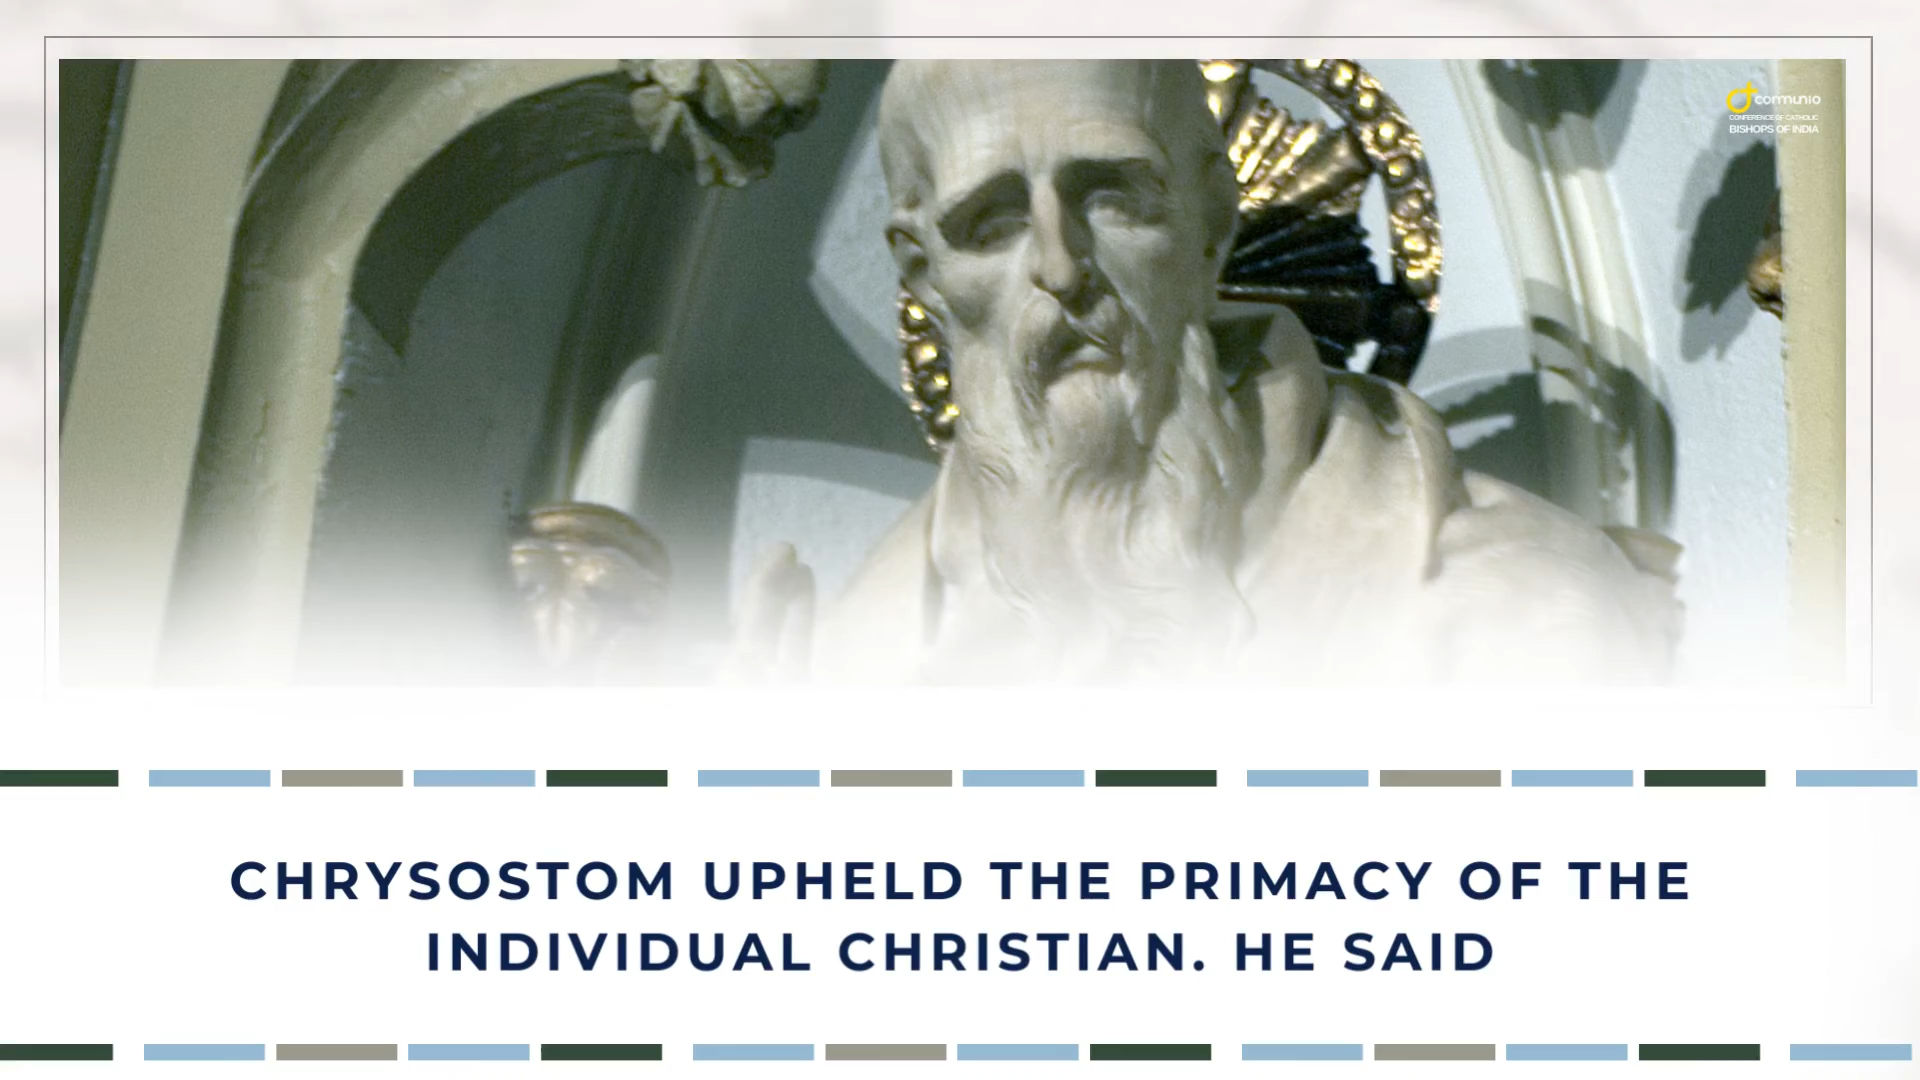 communio
CONFERENCE OF CATHOLIC
BISHOPS OF INDIA
CHRYSOSTOM UPHELD THE PRIMACY OF THE
INDIVIDUAL CHRISTIAN. HE SAID